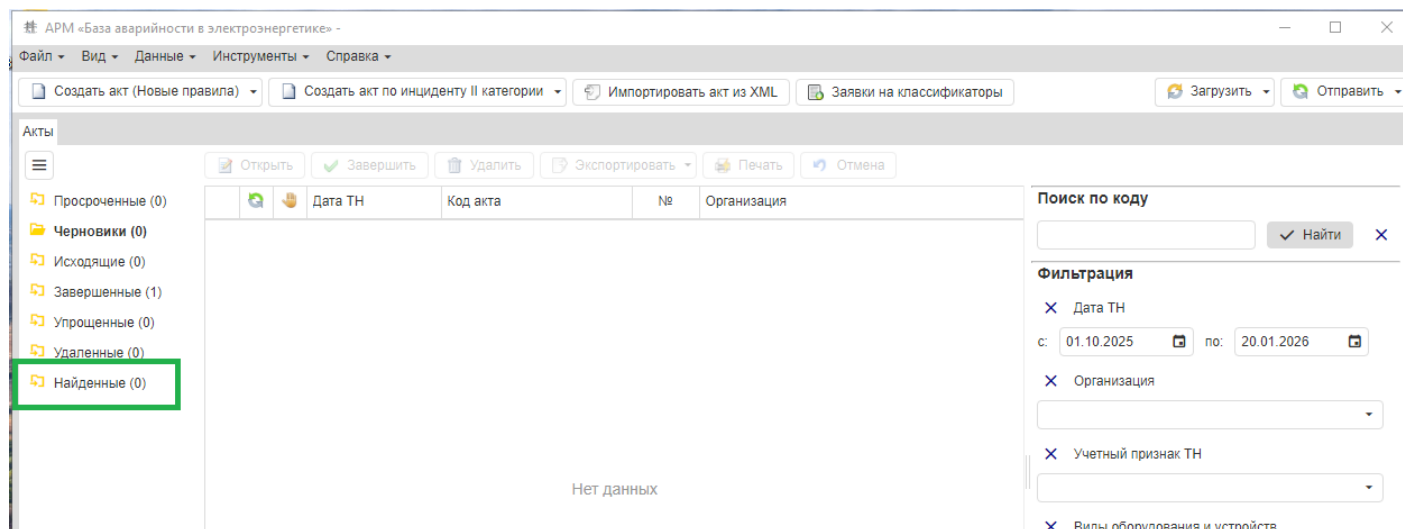 АРМ «База аварийности в электроэнергетике» -
Файл Вид Данные Инструменты Справка
Создать акт (Новые правила) Создать акт по инциденту II категории Импортировать акт из XML Заявки на классификаторы Загрузить Отправить
Акты
Открыть Завершить Удалить Экспортировать Печать Отмена
Просроченные (0)
Черновики (0)
Исходящие (0)
Завершенные (1)
Упрощенные (0)
Удаленные (0)
Найденные (0)
Дата ТН Код акта № Организация
Нет данных
Поиск по коду
Найти
Фильтрация
Дата ТН
с: 01.10.2025 по: 20.01.2026
Организация
Учетный признак ТН
Виды оборудования и устройств